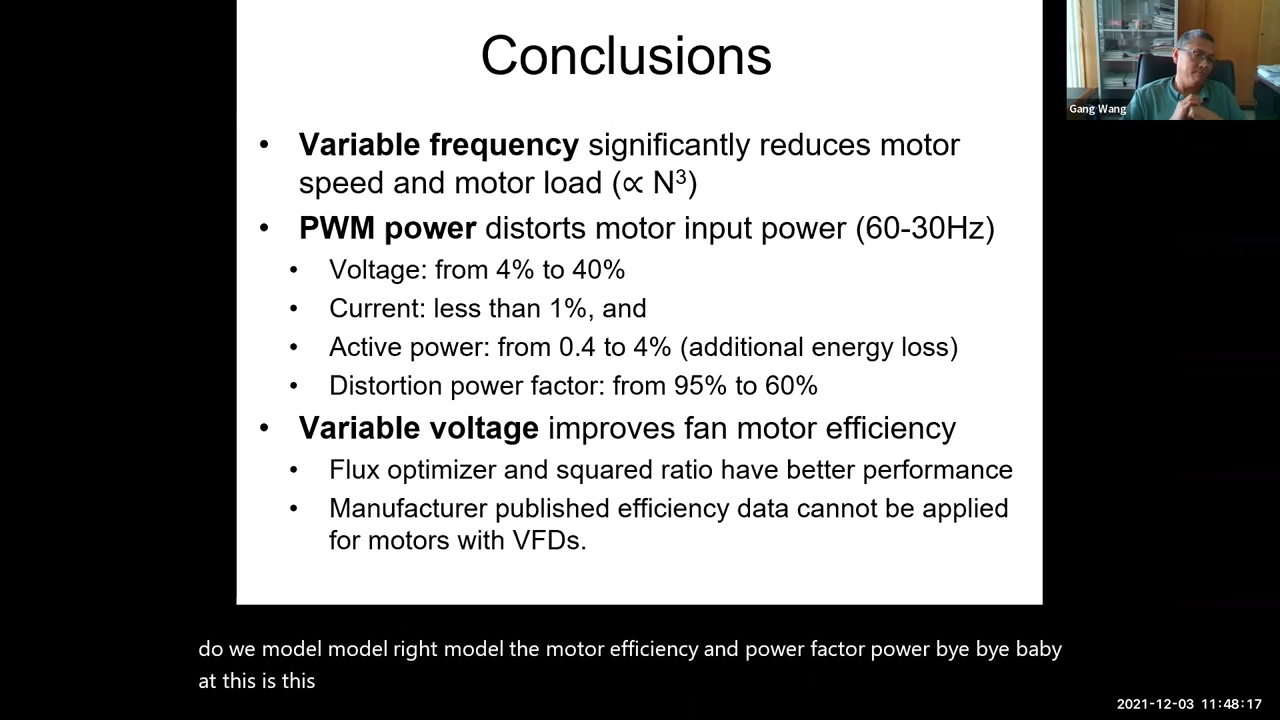 Conclusions
• Variable frequency significantly reduces motor
speed and motor load (∝ N³)
• PWM power distorts motor input power (60-30Hz)
• Voltage: from 4% to 40%
• Current: less than 1%, and
• Active power: from 0.4 to 4% (additional energy loss)
• Distortion power factor: from 95% to 60%
• Variable voltage improves fan motor efficiency
• Flux optimizer and squared ratio have better performance
• Manufacturer published efficiency data cannot be applied
for motors with VFDs.
Gang Wang
do we model model right model the motor efficiency and power factor power bye bye baby
at this is this
2021-12-03 11:48:17